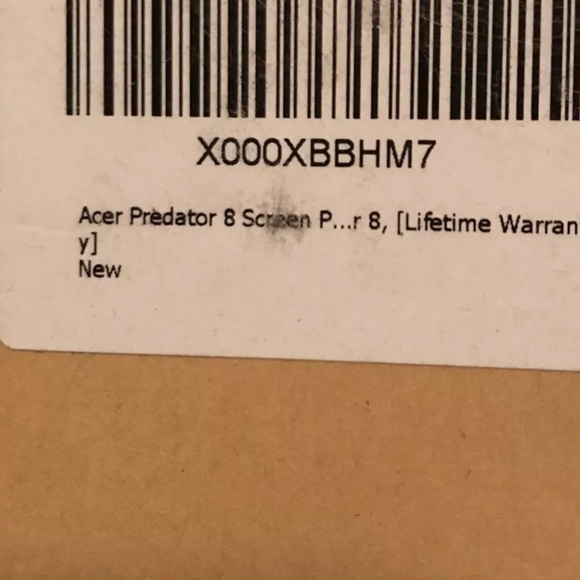 X000XBBHM7
Acer Predator 8 Screen P...r 8, [Lifetime Warran
y]
New